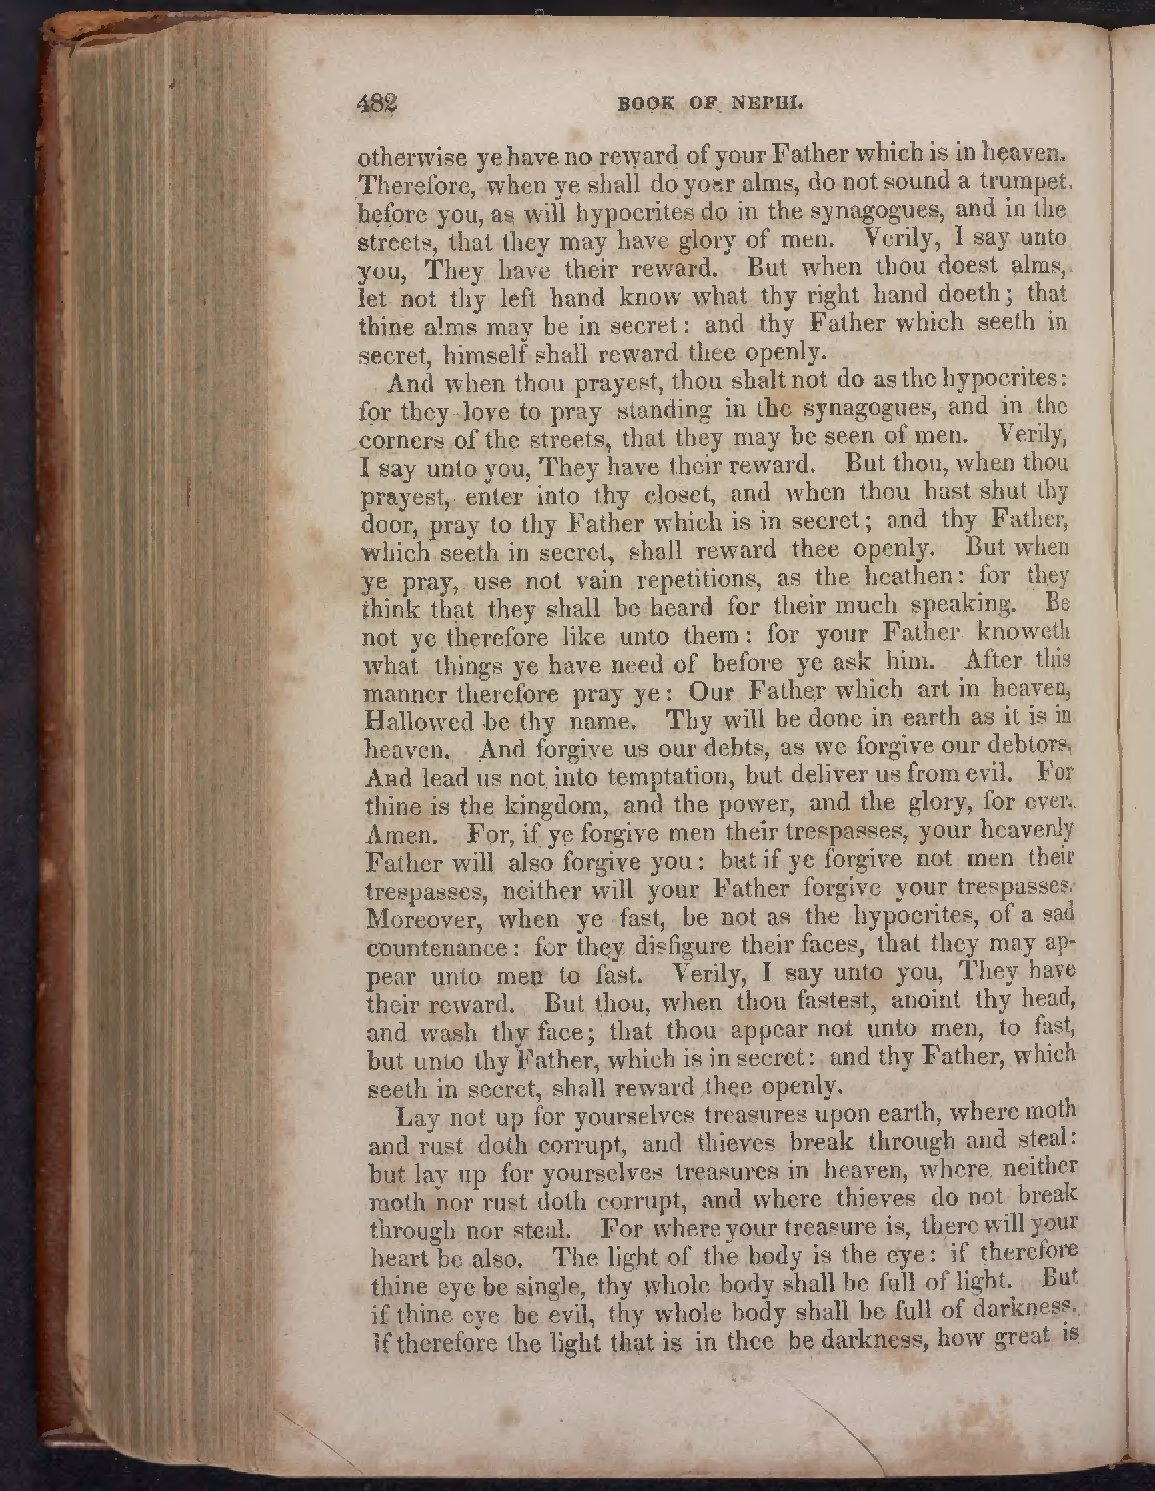 482 BOOK OF NEPHI.
otherwise ye have no reward of your Father which is in heaven.
Therefore, when ye shall do your alms, do not sound a trumpet
before you, as will hypocrites do in the synagogues, and in the
streets, that they may have glory of men. Verily, I say unto
you, They have their reward. But when thou doest alms,
let not thy left hand know what thy right hand doeth; that
thine alms may be in secret: and thy Father which seeth in
secret, himself shall reward thee openly.
And when thou prayest, thou shalt not do as the hypocrites:
for they love to pray standing in the synagogues, and in the
corners of the streets, that they may be seen of men. Verily,
I say unto you, They have their reward. But thou, when thou
prayest, enter into thy closet, and when thou hast shut thy
door, pray to thy Father which is in secret; and thy Father,
which seeth in secret, shall reward thee openly. But when
ye pray, use not vain repetitions, as the heathen: for they
think that they shall be heard for their much speaking. Be
not ye therefore like unto them: for your Father knoweth
what things ye have need of before ye ask him. After this
manner therefore pray ye: Our Father which art in heaven,
Hallowed be thy name. Thy will be done in earth as it is in
heaven. And forgive us our debts, as we forgive our debtors.
And lead us not into temptation, but deliver us from evil. For
thine is the kingdom, and the power, and the glory, for ever.
Amen. For, if ye forgive men their trespasses, your heavenly
Father will also forgive you: but if ye forgive not men their
trespasses, neither will your Father forgive your trespasses.
Moreover, when ye fast, be not as the hypocrites, of a sad
countenance: for they disfigure their faces, that they may ap-
pear unto men to fast. Verily, I say unto you, They have
their reward. But thou, when thou fastest, anoint thy head,
and wash thy face; that thou appear not unto men, to fast,
but unto thy Father, which is in secret: and thy Father, which
seeth in secret, shall reward thee openly.
Lay not up for yourselves treasures upon earth, where moth
and rust doth corrupt, and thieves break through and steal:
but lay up for yourselves treasures in heaven, where neither
moth nor rust doth corrupt, and where thieves do not break
through nor steal. For where your treasure is, there will your
heart be also. The light of the body is the eye: if therefore
thine eye be single, thy whole body shall be full of light. But
if thine eye be evil, thy whole body shall be full of darkness.
If therefore the light that is in thee be darkness, how great is